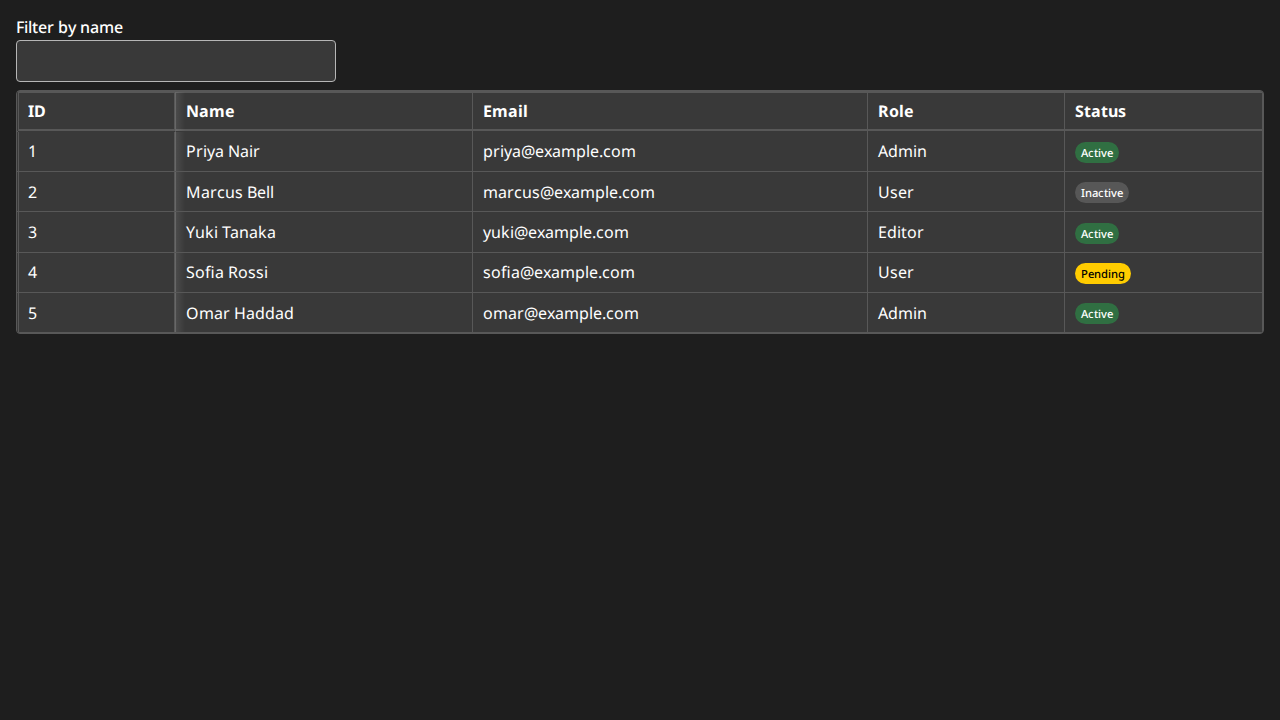 Filter by name
ID Name Email Role Status
1 Priya Nair priya@example.com Admin Active
2 Marcus Bell marcus@example.com User Inactive
3 Yuki Tanaka yuki@example.com Editor Active
4 Sofia Rossi sofia@example.com User Pending
5 Omar Haddad omar@example.com Admin Active